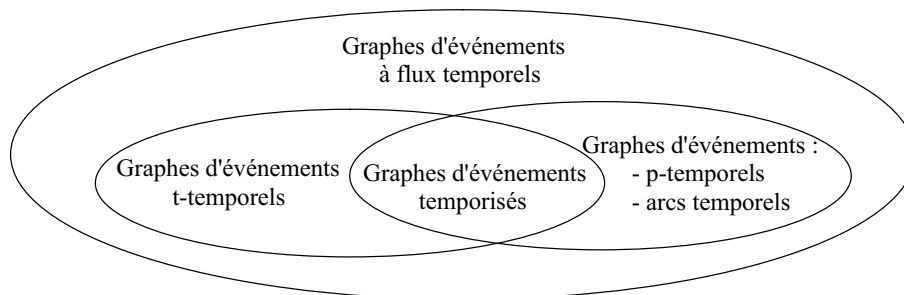 Graphes d'événements
à flux temporels
Graphes d'événements
t-temporels
Graphes d'événements
temporisés
Graphes d'événements :
- p-temporels
- arcs temporels